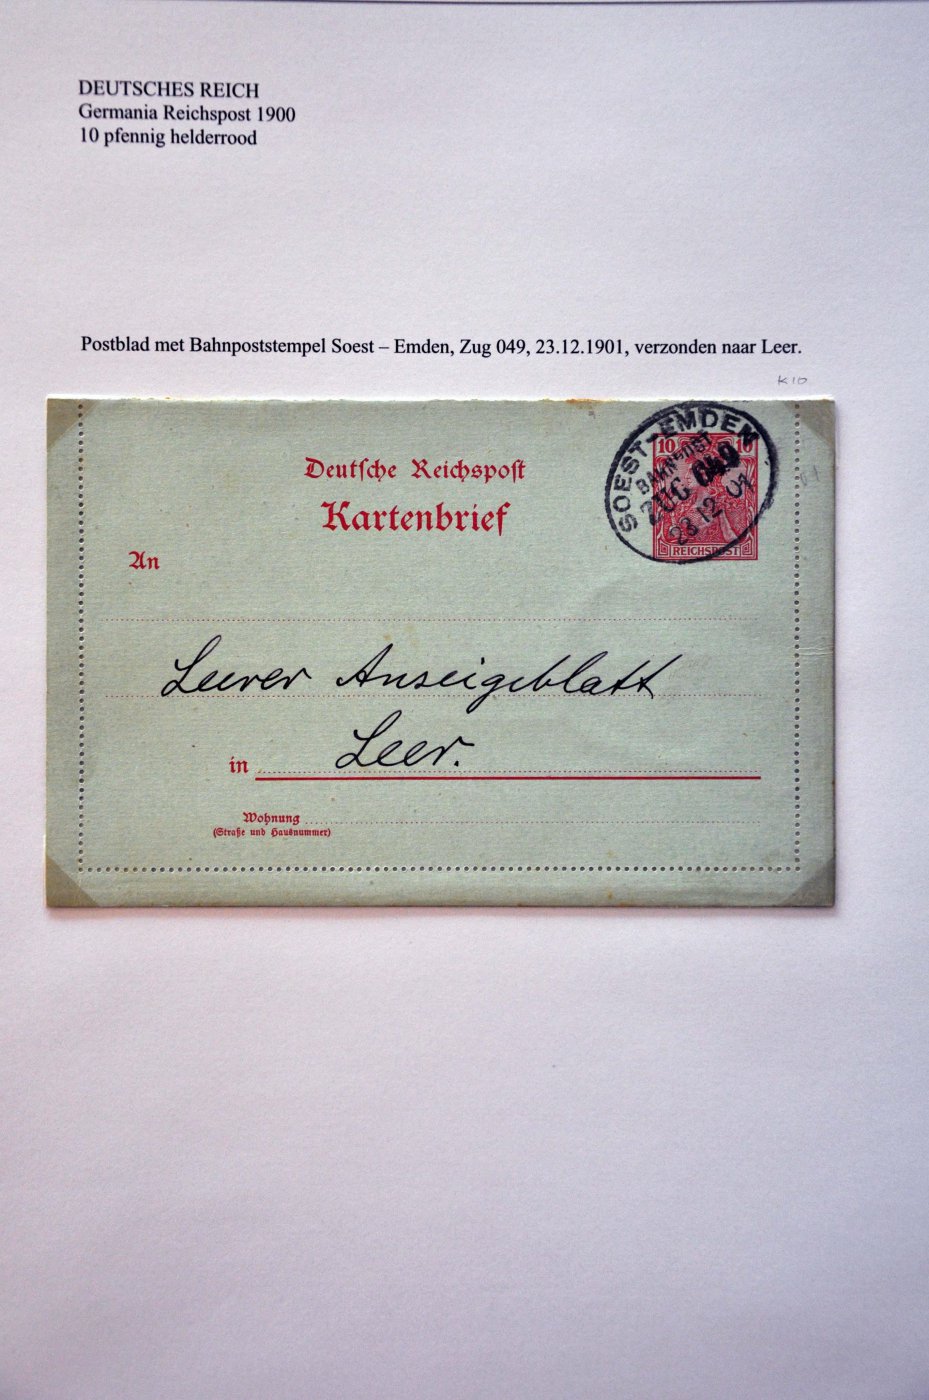 DEUTSCHES REICH
Germania Reichspost 1900
10 pfennig helderrood
Postblad met Bahnpoststempel Soest – Emden, Zug 049, 23.12.1901, verzonden naar Leer.
K10
SOEST-EMDEN
BAHNPOST
ZUG 049
23 12 01
10 10
REICHSPOST
Deutsche Reichspost
Kartenbrief
An
Leerer Anzeigeblatt
in Leer.
Wohnung
(Straße und Hausnummer)